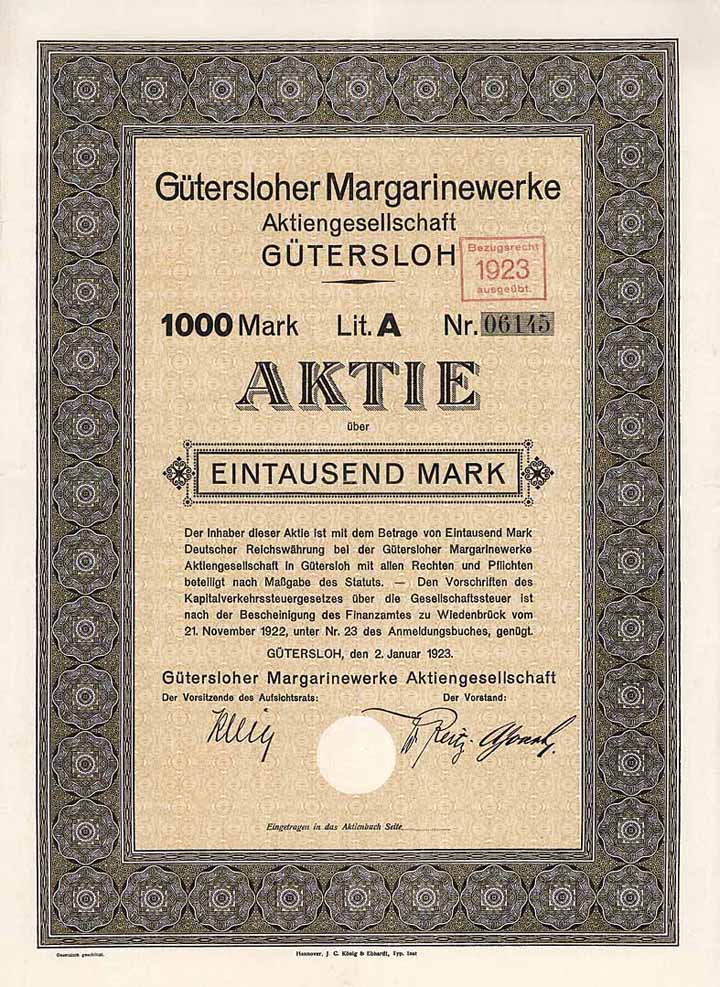 Gütersloher Margarinewerke
Aktiengesellschaft
GÜTERSLOH
Bezugsrecht
1923
ausgeübt.
1000 Mark Lit. A Nr. 06145
AKTIE
über
EINTAUSEND MARK
Der Inhaber dieser Aktie ist mit dem Betrage von Eintausend Mark
Deutscher Reichswährung bei der Gütersloher Margarinewerke
Aktiengesellschaft in Gütersloh mit allen Rechten und Pflichten
beteiligt nach Maßgabe des Statuts. — Den Vorschriften des
Kapitalverkehrssteuergesetzes über die Gesellschaftssteuer ist
nach der Bescheinigung des Finanzamtes zu Wiedenbrück vom
21. November 1922, unter Nr. 23 des Anmeldungsbuches, genügt.
GÜTERSLOH, den 2. Januar 1923.
Gütersloher Margarinewerke Aktiengesellschaft
Der Vorsitzende des Aufsichtsrats: Der Vorstand:
Eingetragen in das Aktienbuch Seite
Gesetzlich geschützt.
Hannover, J. C. König & Ebhardt, Typ. Inst